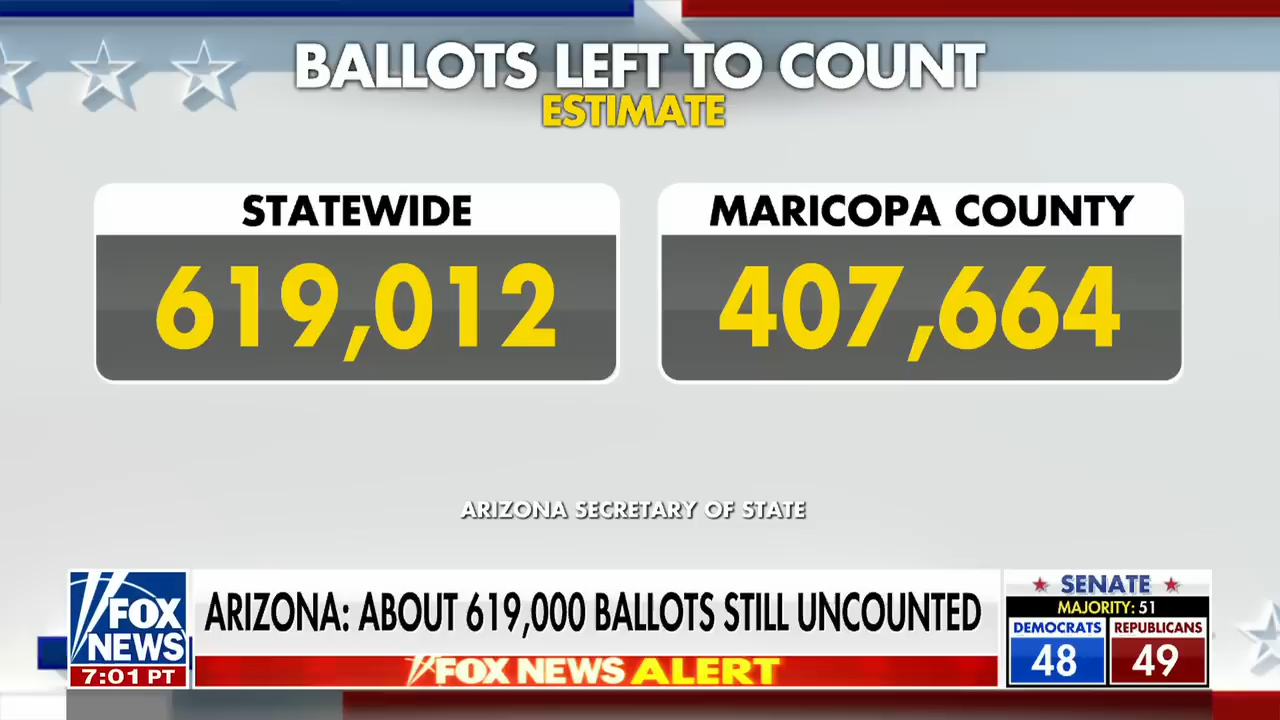 BALLOTS LEFT TO COUNT
ESTIMATE
STATEWIDE
619,012
MARICOPA COUNTY
407,664
ARIZONA SECRETARY OF STATE
FOX
NEWS
7:01 PT
ARIZONA: ABOUT 619,000 BALLOTS STILL UNCOUNTED
FOX NEWS ALERT
SENATE
MAJORITY: 51
DEMOCRATS
48
REPUBLICANS
49